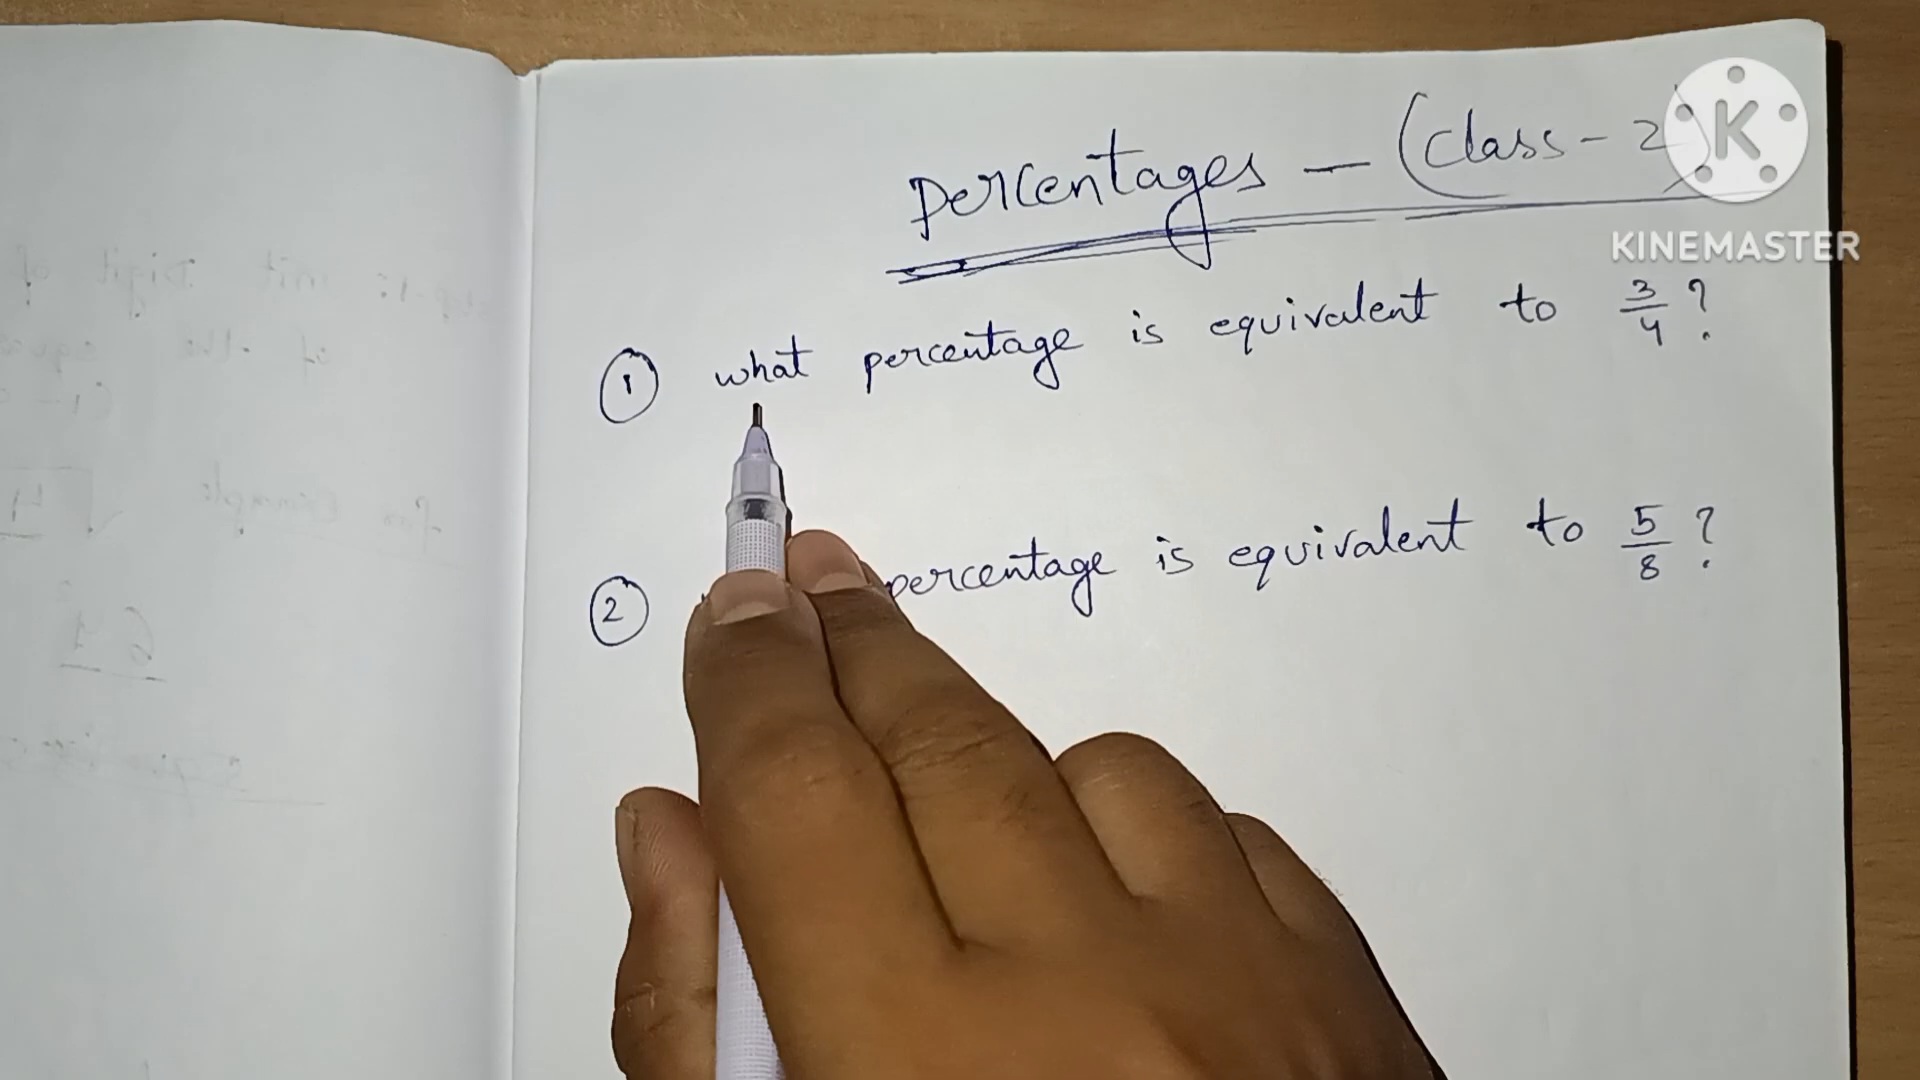 Percentages - (class - 2)
K
KINEMASTER
① what percentage is equivalent to 3/4 ?
② percentage is equivalent to 5/8 ?